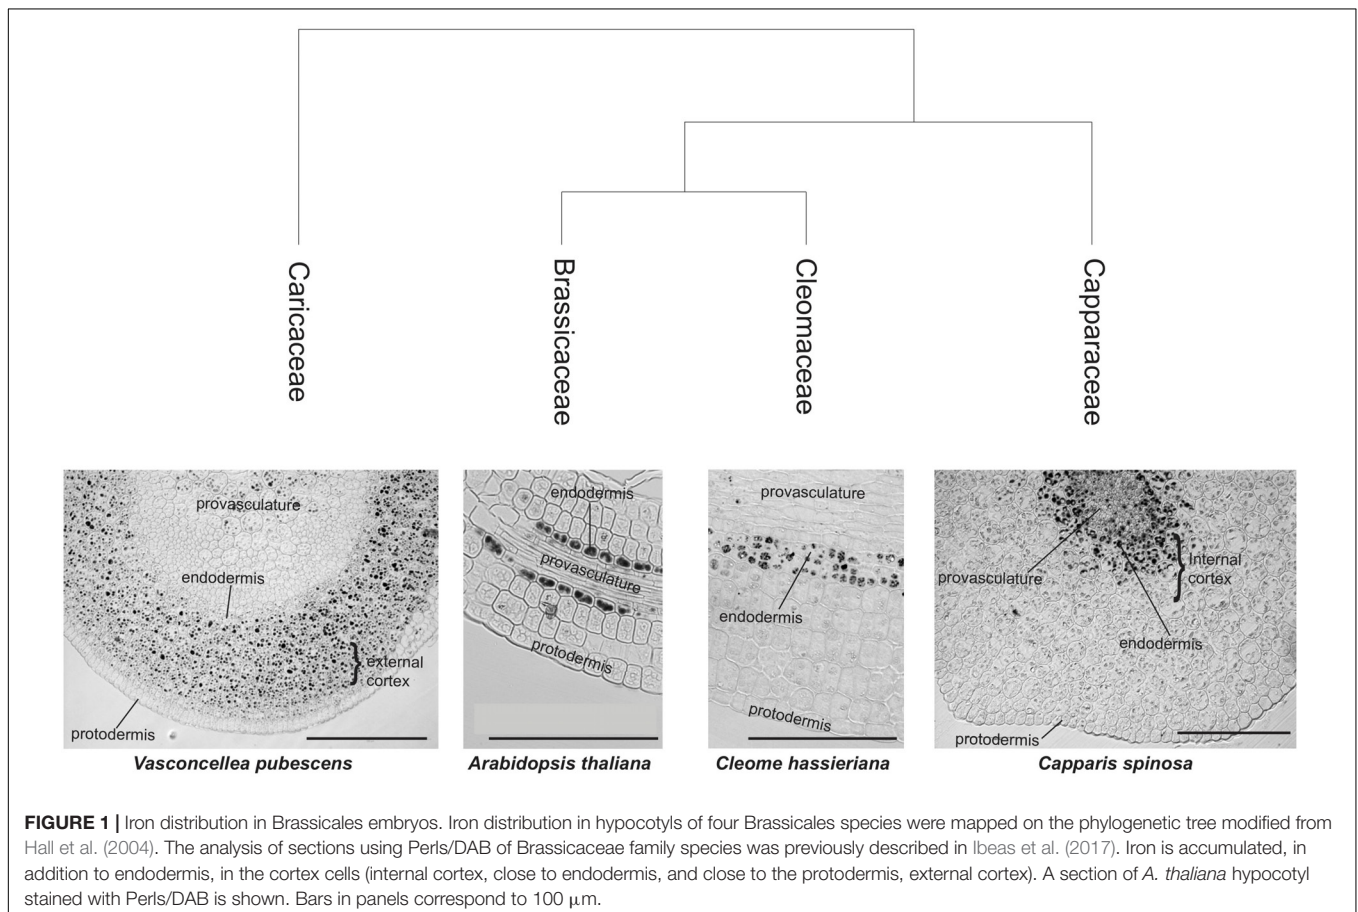 Caricaceae
Brassicaceae
Cleomaceae
Capparaceae
provasculature
endodermis
external
cortex
protodermis
endodermis
provasculature
protodermis
provasculature
endodermis
protodermis
provasculature
Internal
cortex
endodermis
protodermis
Vasconcellea pubescens
Arabidopsis thaliana
Cleome hassieriana
Capparis spinosa
FIGURE 1 | Iron distribution in Brassicales embryos. Iron distribution in hypocotyls of four Brassicales species were mapped on the phylogenetic tree modified from
Hall et al. (2004). The analysis of sections using Perls/DAB of Brassicaceae family species was previously described in Ibeas et al. (2017). Iron is accumulated, in
addition to endodermis, in the cortex cells (internal cortex, close to endodermis, and close to the protodermis, external cortex). A section of A. thaliana hypocotyl
stained with Perls/DAB is shown. Bars in panels correspond to 100 μm.